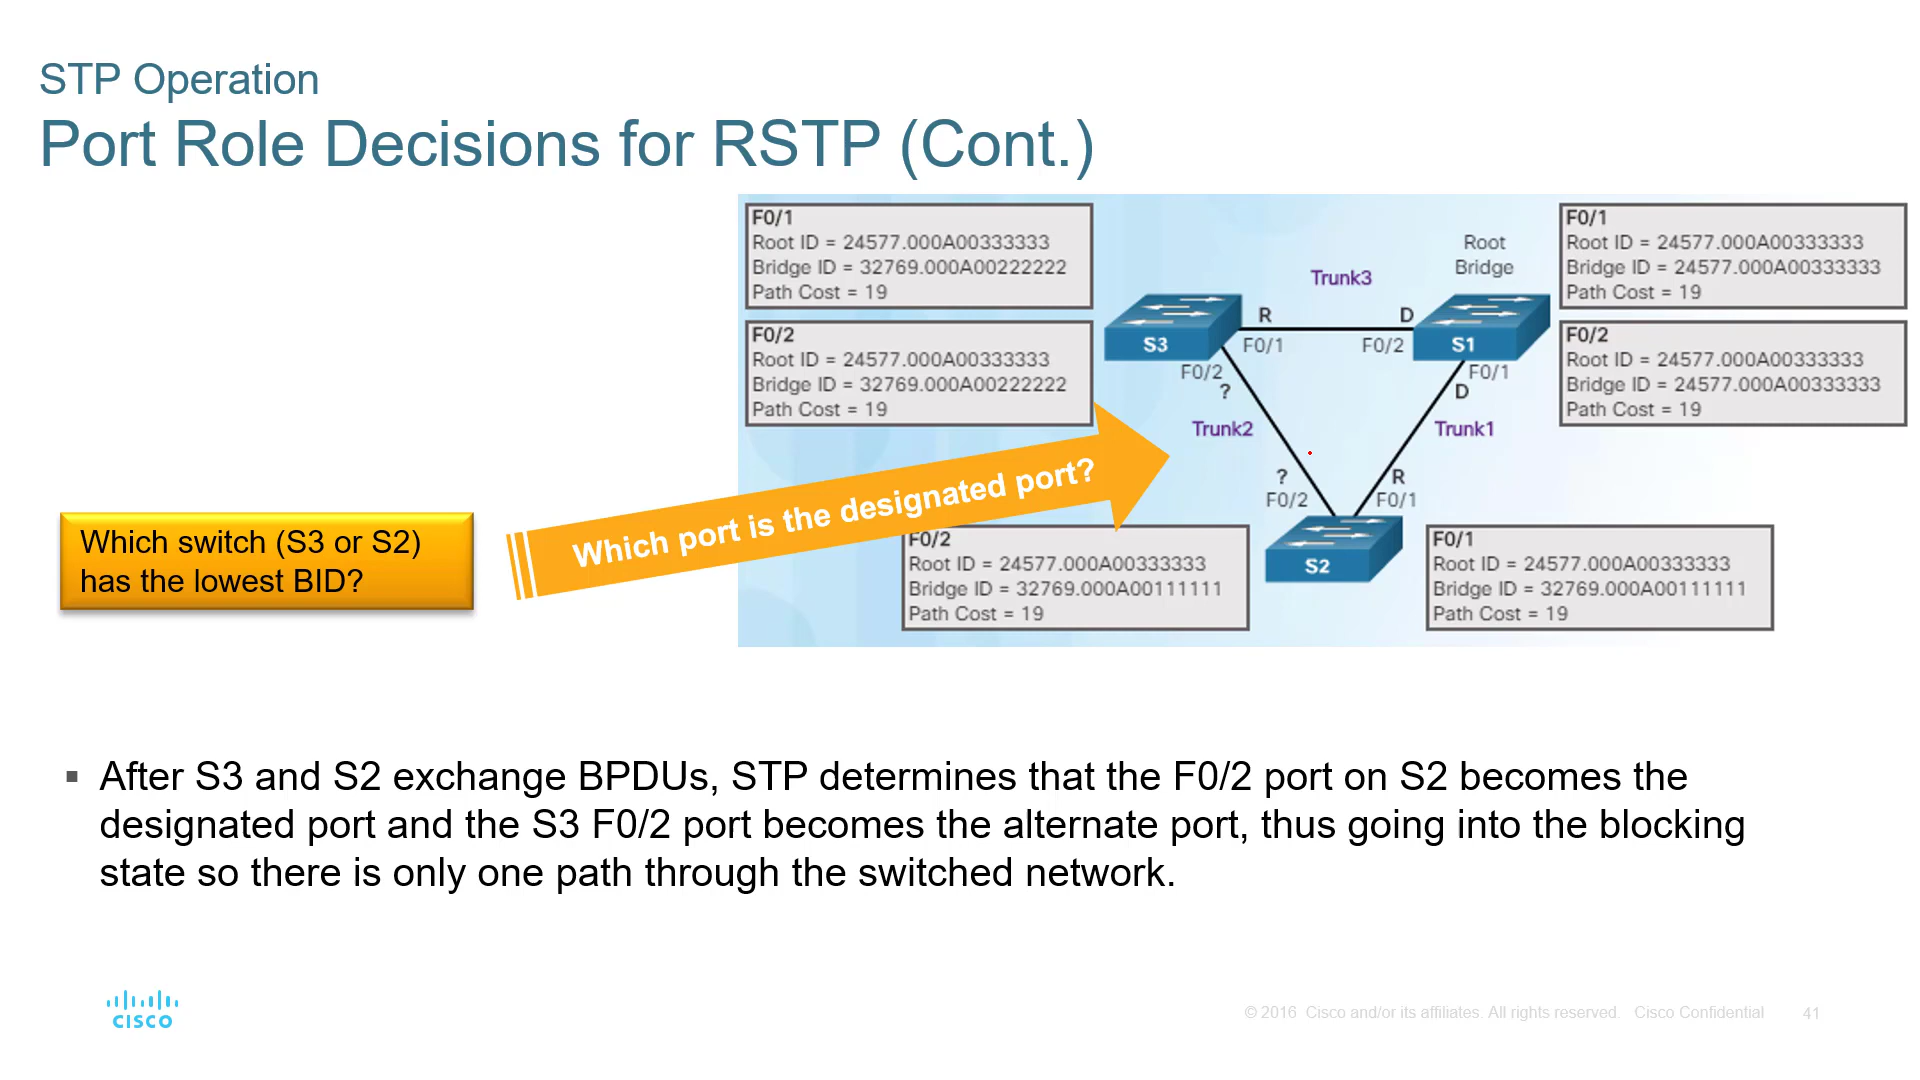 STP Operation
Port Role Decisions for RSTP (Cont.)
F0/1
Root ID = 24577.000A00333333
Bridge ID = 32769.000A00222222
Path Cost = 19
F0/2
Root ID = 24577.000A00333333
Bridge ID = 32769.000A00222222
Path Cost = 19
Root
Bridge
Trunk3
F0/1
Root ID = 24577.000A00333333
Bridge ID = 24577.000A00333333
Path Cost = 19
F0/2
Root ID = 24577.000A00333333
Bridge ID = 24577.000A00333333
Path Cost = 19
R
D
S3
F0/1
F0/2
S1
F0/2
F0/1
?
D
Trunk2
Trunk1
?
R
F0/2
F0/1
S2
Which port is the designated port?
Which switch (S3 or S2)
has the lowest BID?
F0/2
Root ID = 24577.000A00333333
Bridge ID = 32769.000A00111111
Path Cost = 19
F0/1
Root ID = 24577.000A00333333
Bridge ID = 32769.000A00111111
Path Cost = 19
▪ After S3 and S2 exchange BPDUs, STP determines that the F0/2 port on S2 becomes the
designated port and the S3 F0/2 port becomes the alternate port, thus going into the blocking
state so there is only one path through the switched network.
CISCO
© 2016 Cisco and/or its affiliates. All rights reserved. Cisco Confidential
41